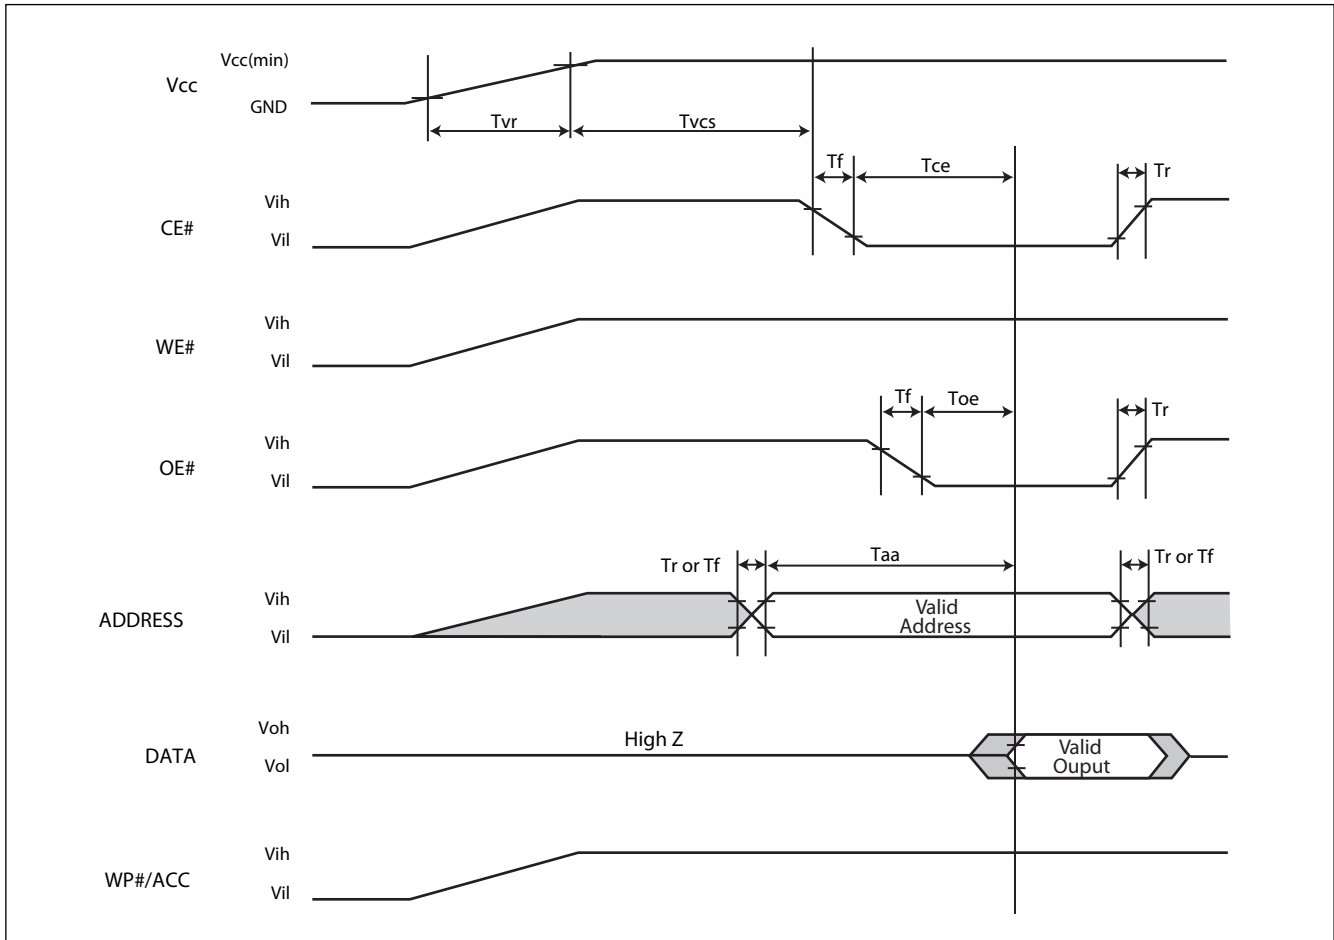 Vcc(min)
Vcc
GND
Tvr
Tvcs
Tf
Tce
Tr
Vih
CE#
Vil
Vih
WE#
Vil
Tf
Toe
Tr
Vih
OE#
Vil
Tr or Tf
Taa
Tr or Tf
Vih
ADDRESS
Vil
Valid
Address
Voh
DATA
Vol
High Z
Valid
Ouput
Vih
WP#/ACC
Vil